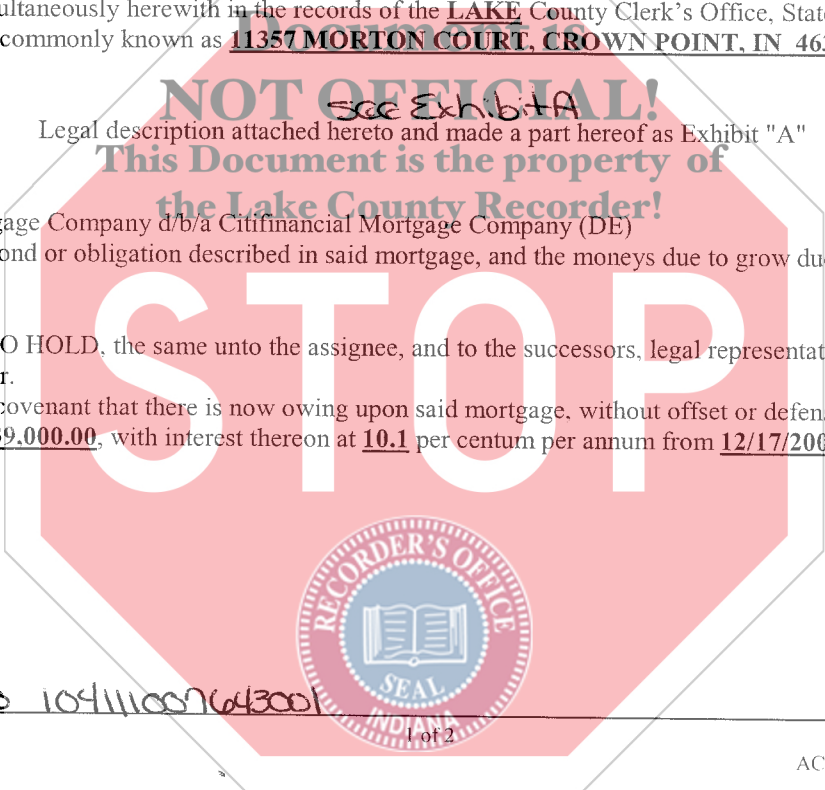 ultaneously herewith in the records of the LAKE County Clerk's Office, State
commonly known as 11357 MORTON COURT, CROWN POINT, IN 463
Document is
NOT OFFICIAL!
see Exhibit A
Legal description attached hereto and made a part hereof as Exhibit "A"
This Document is the property of
the Lake County Recorder!
gage Company d/b/a Citifinancial Mortgage Company (DE)
ond or obligation described in said mortgage, and the moneys due to grow du
STOP
O HOLD, the same unto the assignee, and to the successors, legal representat
r.
covenant that there is now owing upon said mortgage, without offset or defen
9,000.00, with interest thereon at 10.1 per centum per annum from 12/17/200
RECORDER'S OFFICE
SEAL
INDIANA
104111007643001
1 of 2
AC